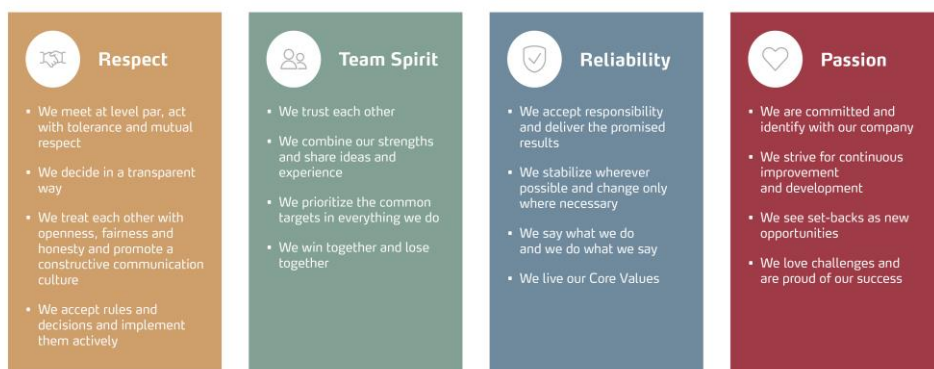 Respect
▪ We meet at level par, act
with tolerance and mutual
respect
▪ We decide in a transparent
way
▪ We treat each other with
openness, fairness and
honesty and promote a
constructive communication
culture
▪ We accept rules and
decisions and implement
them actively
Team Spirit
▪ We trust each other
▪ We combine our strengths
and share ideas and
experience
▪ We prioritize the common
targets in everything we do
▪ We win together and lose
together
Reliability
▪ We accept responsibility
and deliver the promised
results
▪ We stabilize wherever
possible and change only
where necessary
▪ We say what we do
and we do what we say
▪ We live our Core Values
Passion
▪ We are committed and
identify with our company
▪ We strive for continuous
improvement
and development
▪ We see set-backs as new
opportunities
▪ We love challenges and
are proud of our success